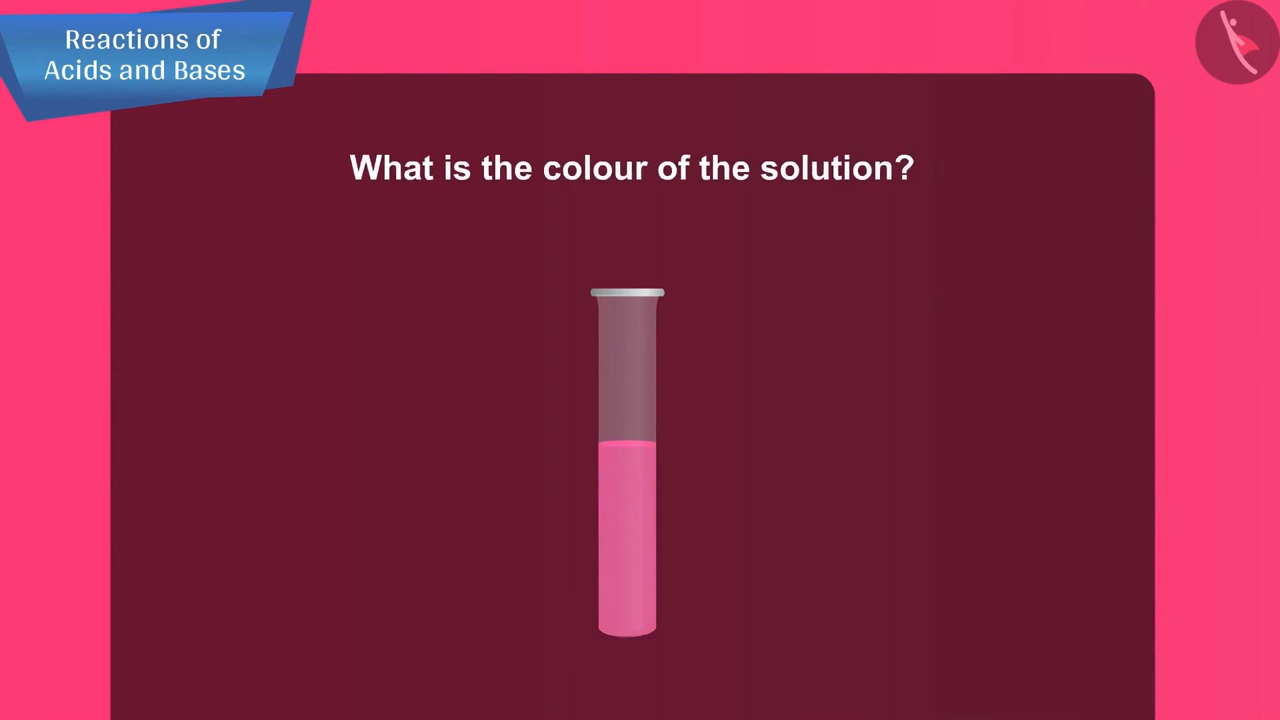 Reactions of
Acids and Bases
What is the colour of the solution?